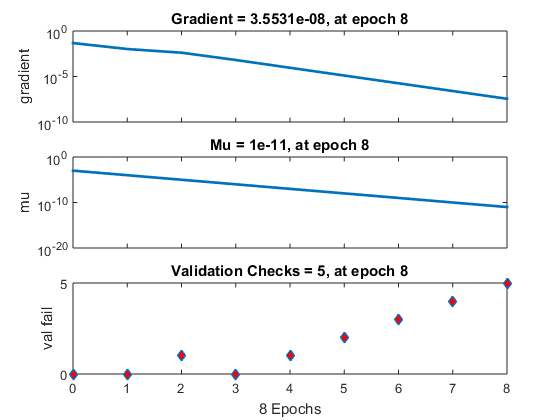 Gradient = 3.5531e-08, at epoch 8
10^0
10^-5
10^-10
gradient
Mu = 1e-11, at epoch 8
10^0
10^-10
10^-20
mu
Validation Checks = 5, at epoch 8
5
0
val fail
0 1 2 3 4 5 6 7 8
8 Epochs